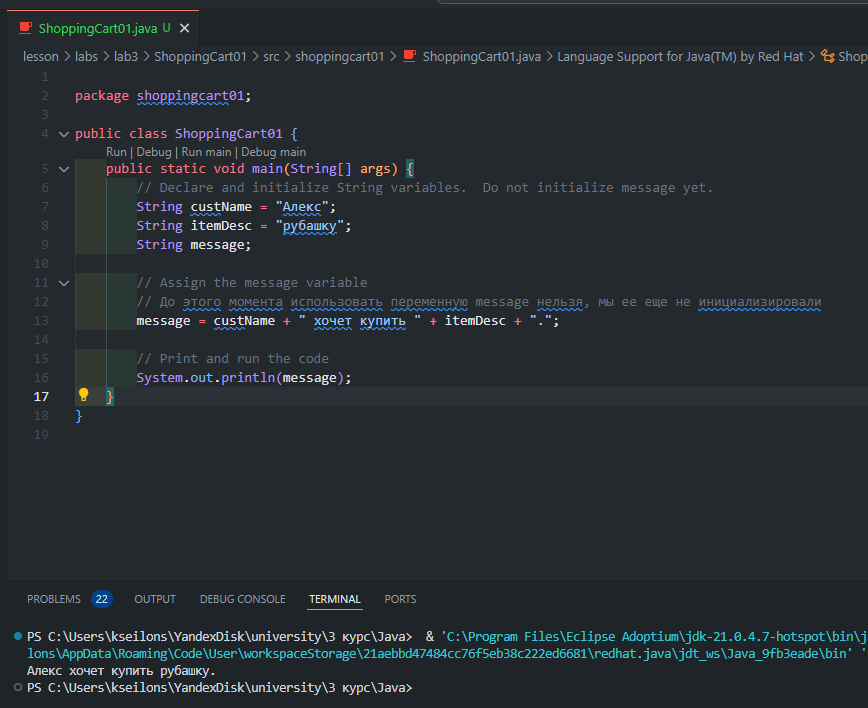 ShoppingCart01.java U
lesson > labs > lab3 > ShoppingCart01 > src > shoppingcart01 > ShoppingCart01.java > Language Support for Java(TM) by Red Hat > Shop
1
2 package shoppingcart01;
3
4 public class ShoppingCart01 {
Run | Debug | Run main | Debug main
5 public static void main(String[] args) {
6 // Declare and initialize String variables.  Do not initialize message yet.
7 String custName = "Алекс";
8 String itemDesc = "рубашку";
9 String message;
10
11 // Assign the message variable
12 // До этого момента использовать переменную message нельзя, мы ее еще не инициализировали
13 message = custName + " хочет купить " + itemDesc + ".";
14
15 // Print and run the code
16 System.out.println(message);
17 }
18 }
19
PROBLEMS 22 OUTPUT DEBUG CONSOLE TERMINAL PORTS
PS C:\Users\kseilons\YandexDisk\university\3 курс\Java>  & 'C:\Program Files\Eclipse Adoptium\jdk-21.0.4.7-hotspot\bin\j
lons\AppData\Roaming\Code\User\workspaceStorage\21aebbd47484cc76f5eb38c222ed6681\redhat.java\jdt_ws\Java_9fb3eade\bin' '
Алекс хочет купить рубашку.
PS C:\Users\kseilons\YandexDisk\university\3 курс\Java>